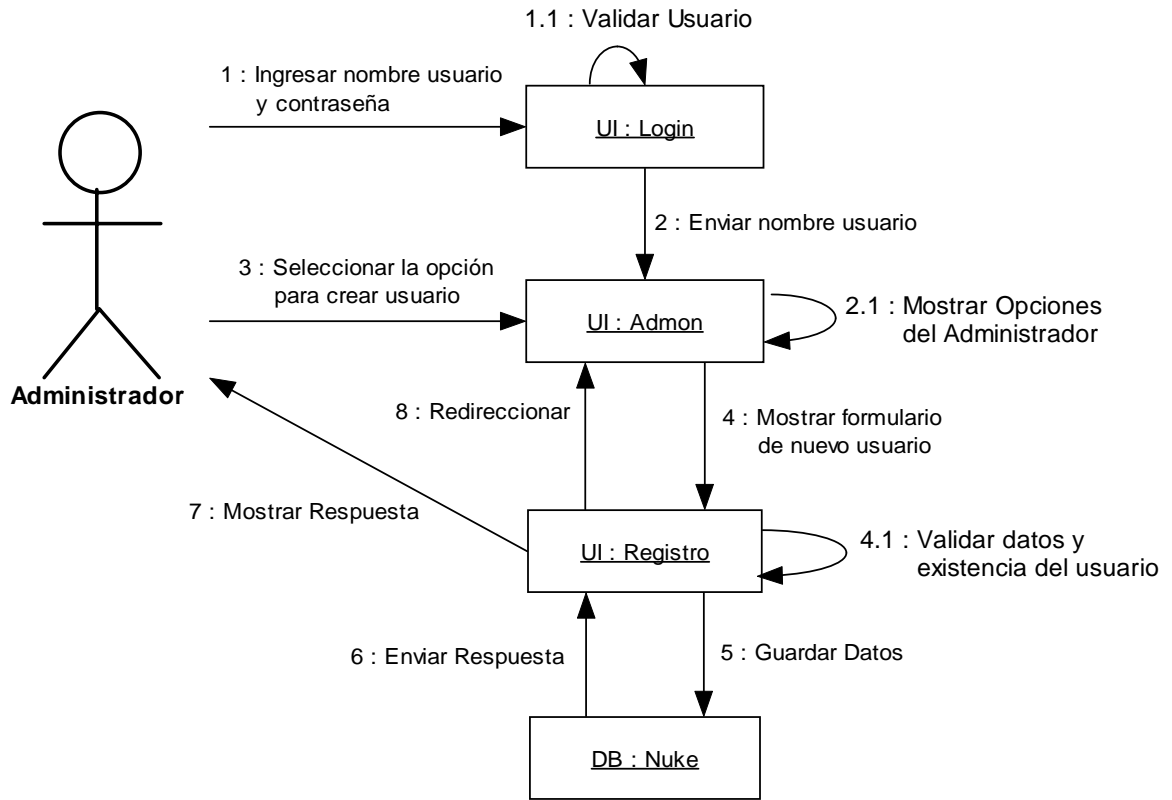 1.1 : Validar Usuario
1 : Ingresar nombre usuario
y contraseña
UI : Login
2 : Enviar nombre usuario
3 : Seleccionar la opción
para crear usuario
UI : Admon
2.1 : Mostrar Opciones
del Administrador
Administrador
8 : Redireccionar
4 : Mostrar formulario
de nuevo usuario
7 : Mostrar Respuesta
UI : Registro
4.1 : Validar datos y
existencia del usuario
6 : Enviar Respuesta
5 : Guardar Datos
DB : Nuke